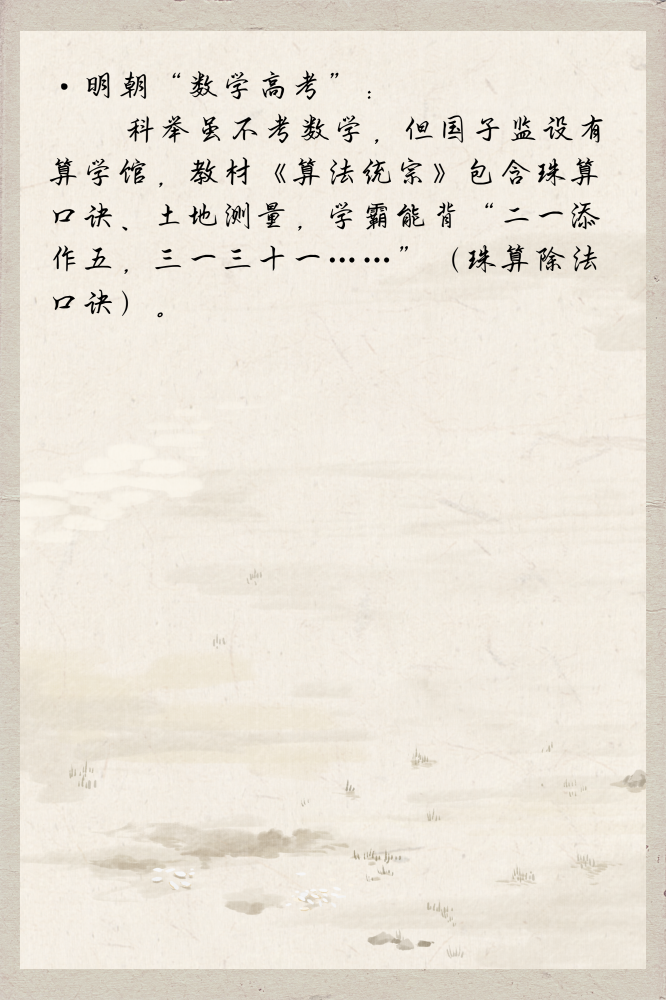 ·明朝“数学高考”：
科举虽不考数学，但国子监设有
算学馆，教材《算法统宗》包含珠算
口诀、土地测量，学霸能背“二一添
作五，三一三十一……”（珠算除法
口诀）。